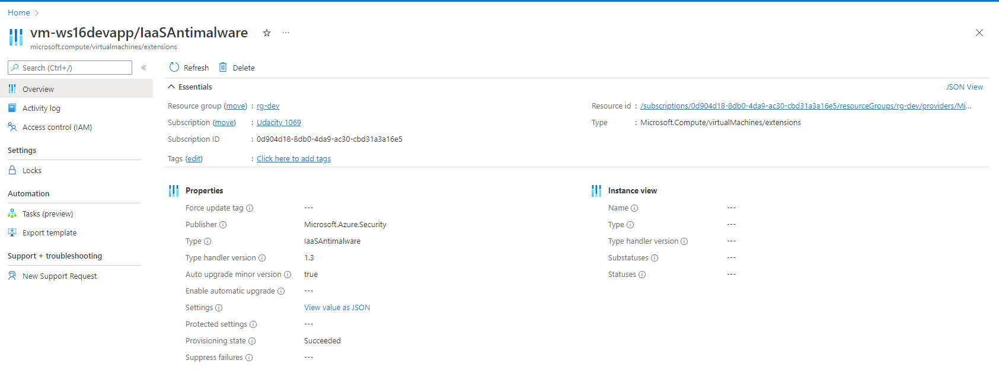 Home >
vm-ws16devapp/IaaSAntimalware
microsoft.compute/virtualmachines/extensions
Search (Ctrl+/)
«
Overview
Activity log
Access control (IAM)
Settings
Locks
Automation
Tasks (preview)
Export template
Support + troubleshooting
New Support Request
Refresh
Delete
Essentials
JSON View
Resource group (move) : rg-dev
Subscription (move) : Udacity 1069
Subscription ID : 0d904d18-8db0-4da9-ac30-cbd31a3a16e5
Tags (edit) : Click here to add tags
Resource id : /subscriptions/0d904d18-8db0-4da9-ac30-cbd31a3a16e5/resourceGroups/rg-dev/providers/Mi...
Type : Microsoft.Compute/virtualMachines/extensions
Properties
Force update tag ---
Publisher Microsoft.Azure.Security
Type IaaSAntimalware
Type handler version 1.3
Auto upgrade minor version true
Enable automatic upgrade ---
Settings View value as JSON
Protected settings ---
Provisioning state Succeeded
Suppress failures ---
Instance view
Name ---
Type ---
Type handler version ---
Substatuses ---
Statuses ---